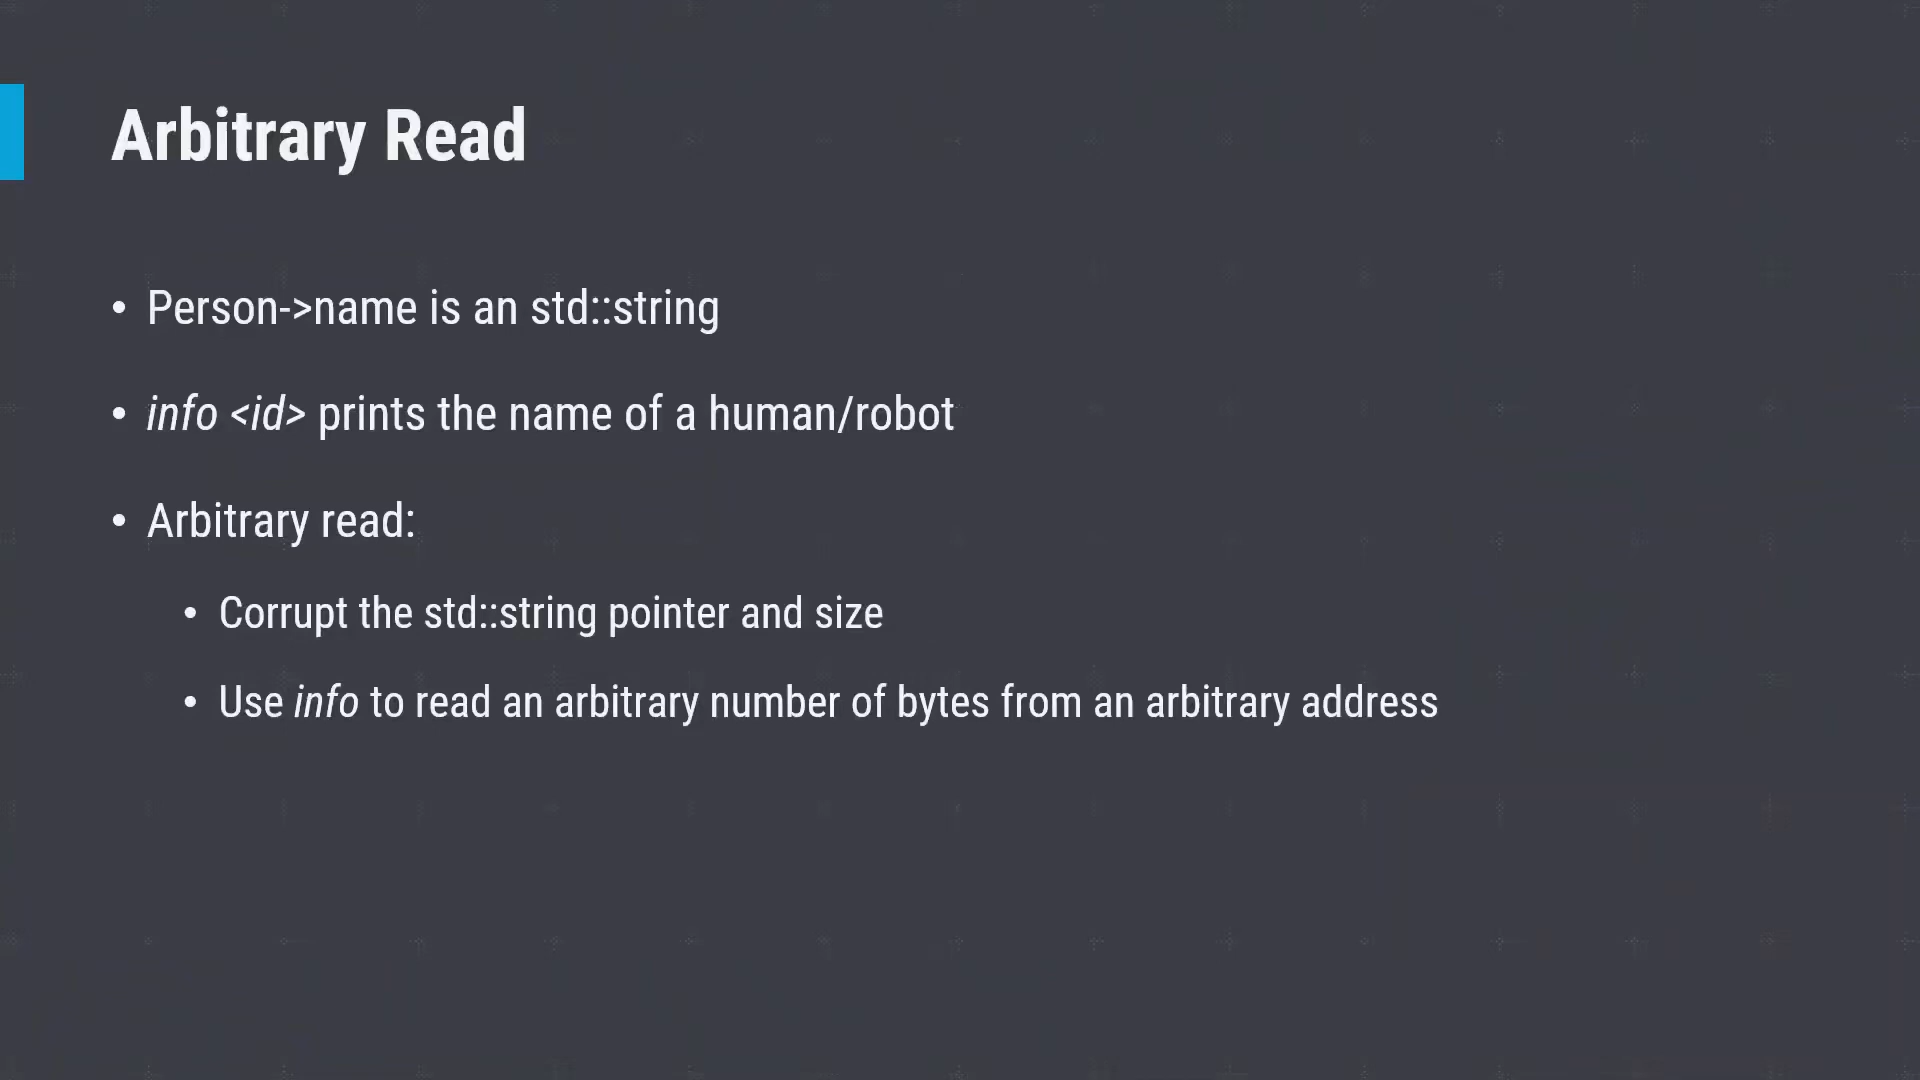 Arbitrary Read
• Person->name is an std::string
• info <id> prints the name of a human/robot
• Arbitrary read:
• Corrupt the std::string pointer and size
• Use info to read an arbitrary number of bytes from an arbitrary address